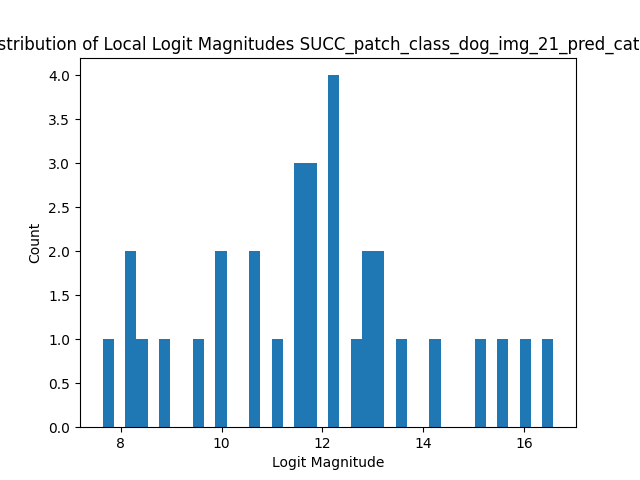 stribution of Local Logit Magnitudes SUCC_patch_class_dog_img_21_pred_cat
4.0
3.5
3.0
2.5
2.0
1.5
1.0
0.5
0.0
Count
8 10 12 14 16
Logit Magnitude